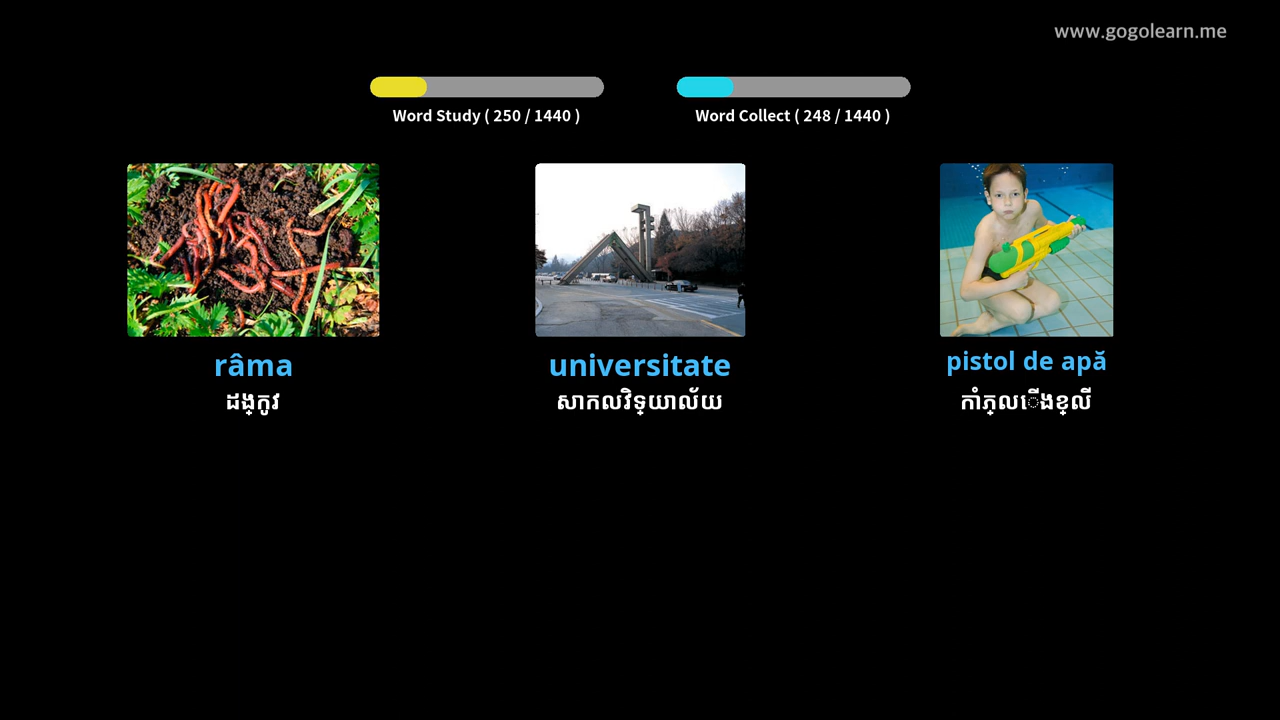 www.gogolearn.me
Word Study ( 250 / 1440 )
Word Collect ( 248 / 1440 )
râma
universitate
pistol de apă
ដង្កូវ
សាកលវិទ្យាល័យ
កាំភ្លេីងខ្លី